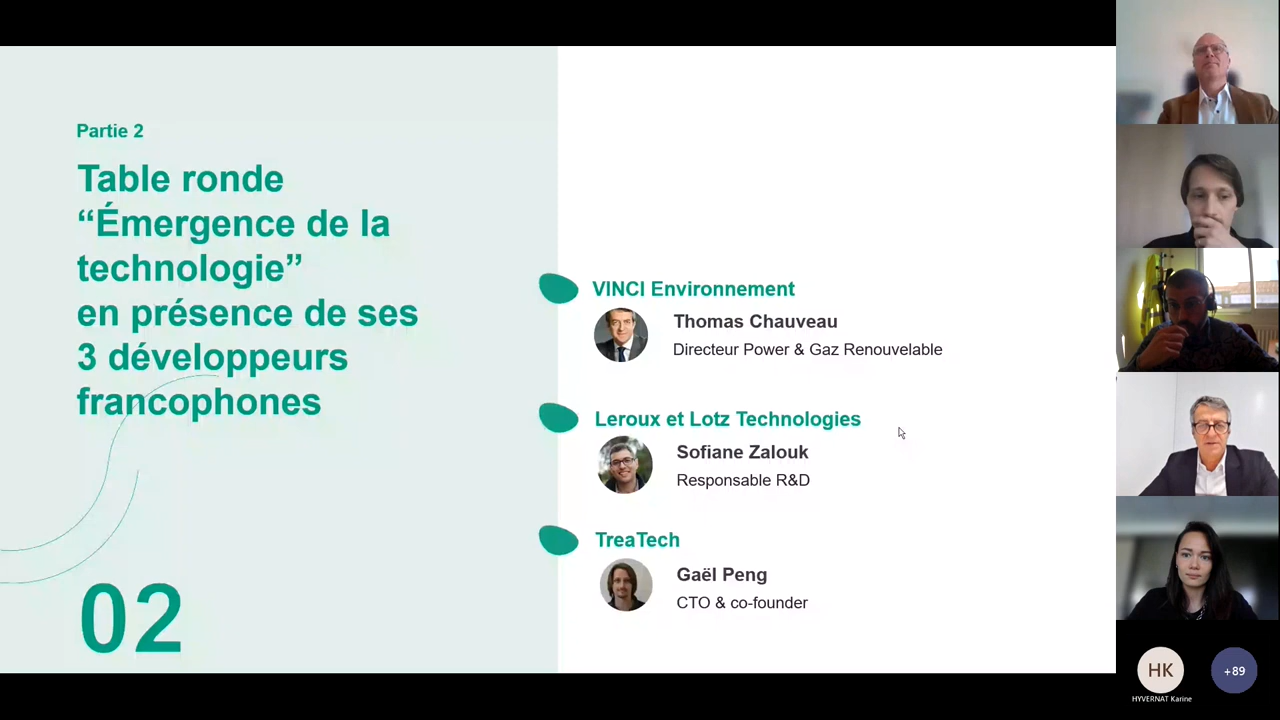 Partie 2
Table ronde
“Émergence de la
technologie”
en présence de ses
3 développeurs
francophones
02
VINCI Environnement
Thomas Chauveau
Directeur Power & Gaz Renouvelable
Leroux et Lotz Technologies
Sofiane Zalouk
Responsable R&D
TreaTech
Gaël Peng
CTO & co-founder
HK
HYVERNAT Karine
+89